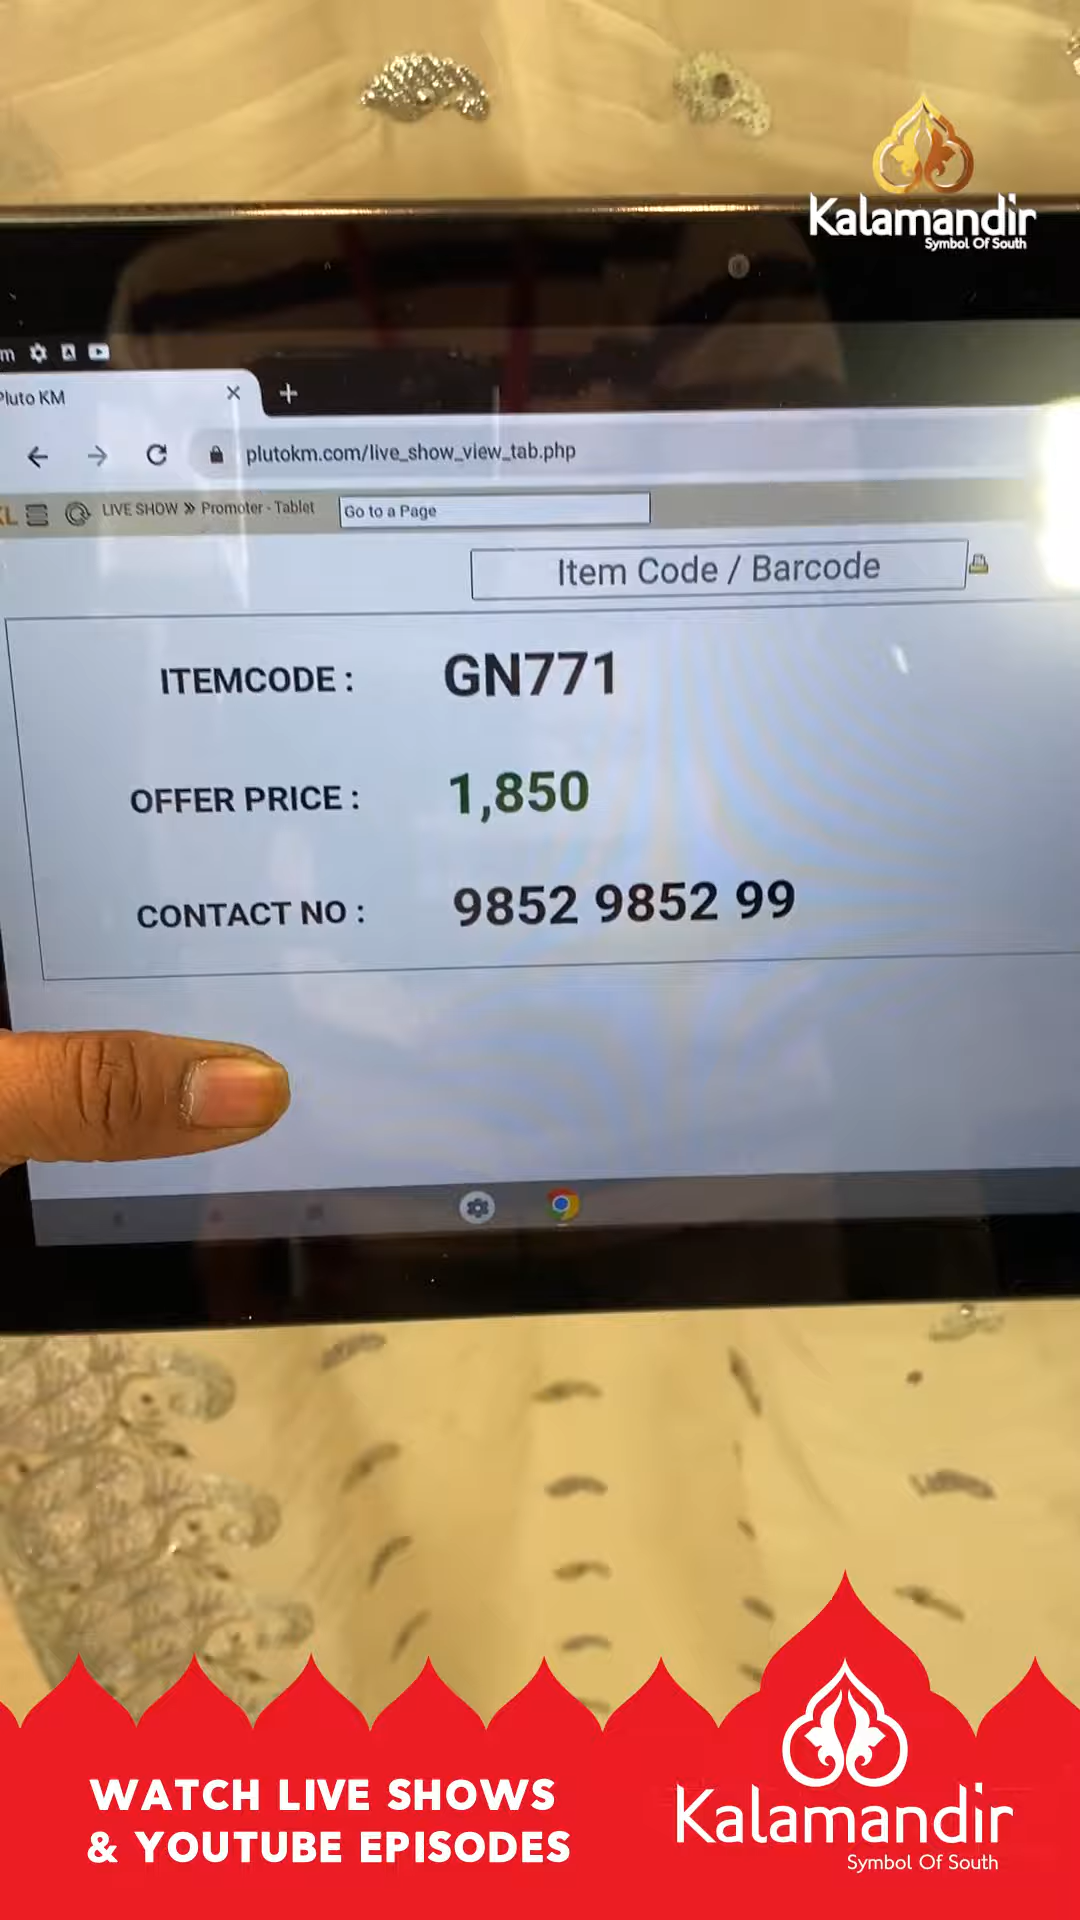 Kalamandir
Symbol Of South
m
Pluto KM
plutokm.com/live_show_view_tab.php
LIVE SHOW » Promoter - Tablet
Go to a Page
Item Code / Barcode
ITEMCODE : GN771
OFFER PRICE : 1,850
CONTACT NO : 9852 9852 99
WATCH LIVE SHOWS
& YOUTUBE EPISODES
Kalamandir
Symbol Of South